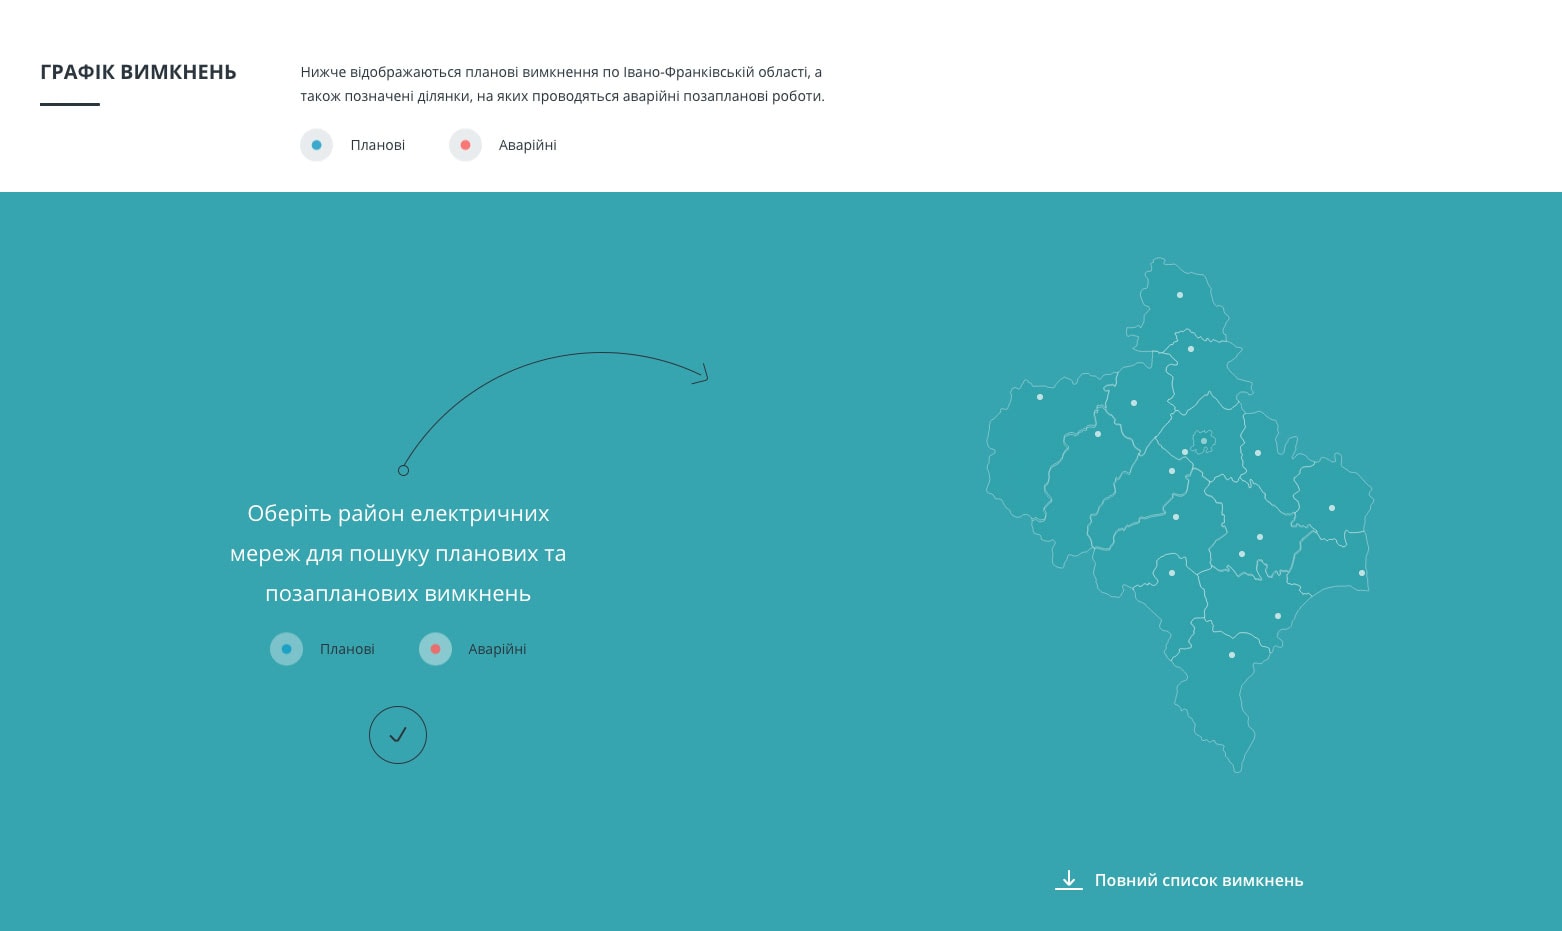 ГРАФІК ВИМКНЕНЬ
Нижче відображаються планові вимкнення по Івано-Франківській області, а
також позначені ділянки, на яких проводяться аварійні позапланові роботи.
Планові
Аварійні
Оберіть район електричних
мереж для пошуку планових та
позапланових вимкнень
Планові
Аварійні
Повний список вимкнень